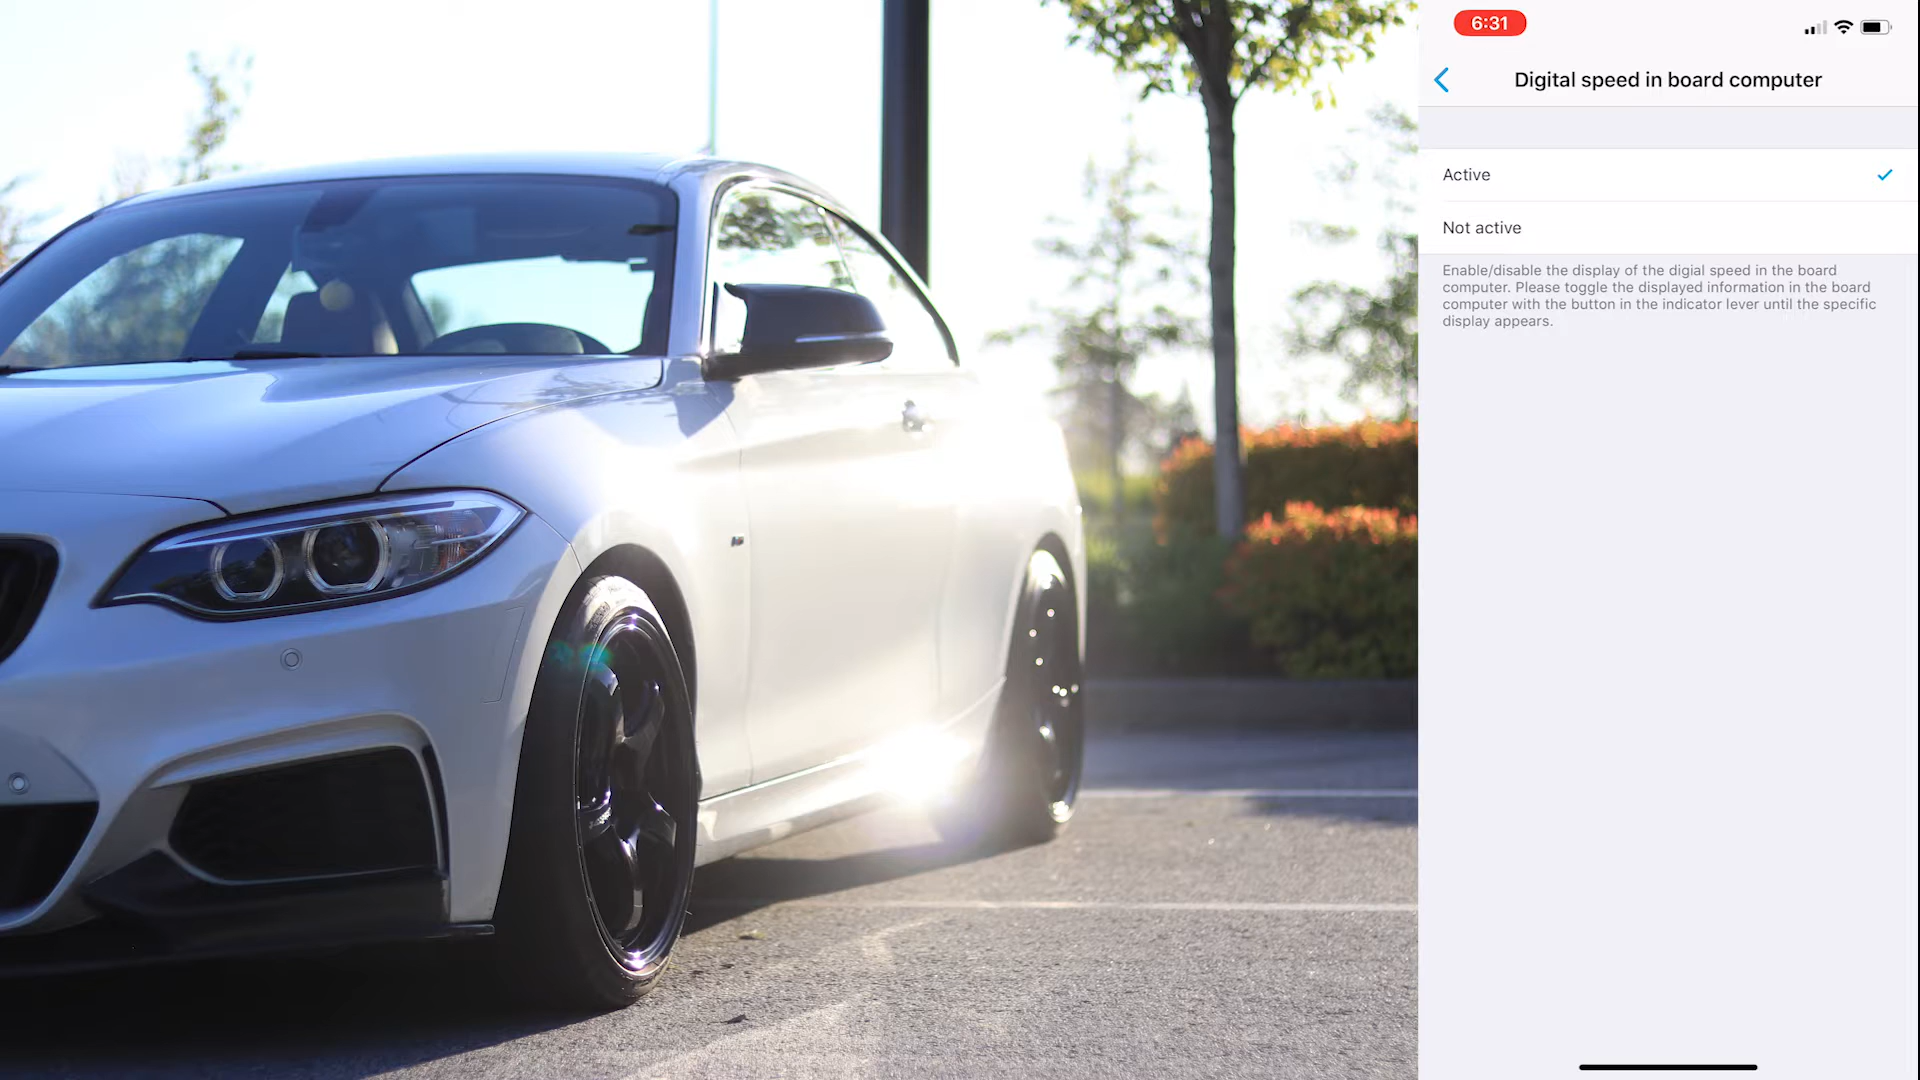 6:31
Digital speed in board computer
Active
Not active
Enable/disable the display of the digial speed in the board
computer. Please toggle the displayed information in the board
computer with the button in the indicator lever until the specific
display appears.